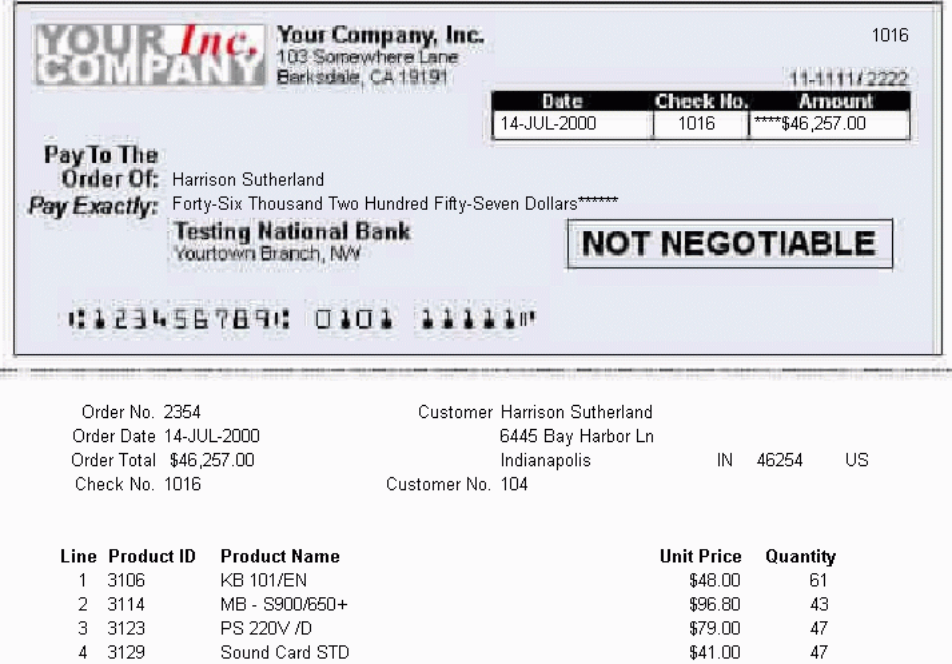 YOUR Inc.
COMPANY
Your Company, Inc.
103 Somewhere Lane
Barksdale, CA 19191
1016
11-1111/2222
Date Check No. Amount
14-JUL-2000 1016 ****$46,257.00
Pay To The
Order Of: Harrison Sutherland
Pay Exactly: Forty-Six Thousand Two Hundred Fifty-Seven Dollars******
Testing National Bank
Yourtown Branch, NW
NOT NEGOTIABLE
⑆123456789⑆ 0101 11111⑈
Order No. 2354 Customer Harrison Sutherland
Order Date 14-JUL-2000 6445 Bay Harbor Ln
Order Total $46,257.00 Indianapolis IN 46254 US
Check No. 1016 Customer No. 104
Line Product ID Product Name Unit Price Quantity
1 3106 KB 101/EN $48.00 61
2 3114 MB - S900/650+ $96.80 43
3 3123 PS 220V /D $79.00 47
4 3129 Sound Card STD $41.00 47